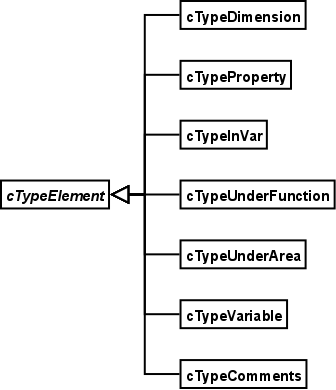 cTypeDimension
cTypeProperty
cTypeInVar
cTypeElement
cTypeUnderFunction
cTypeUnderArea
cTypeVariable
cTypeComments